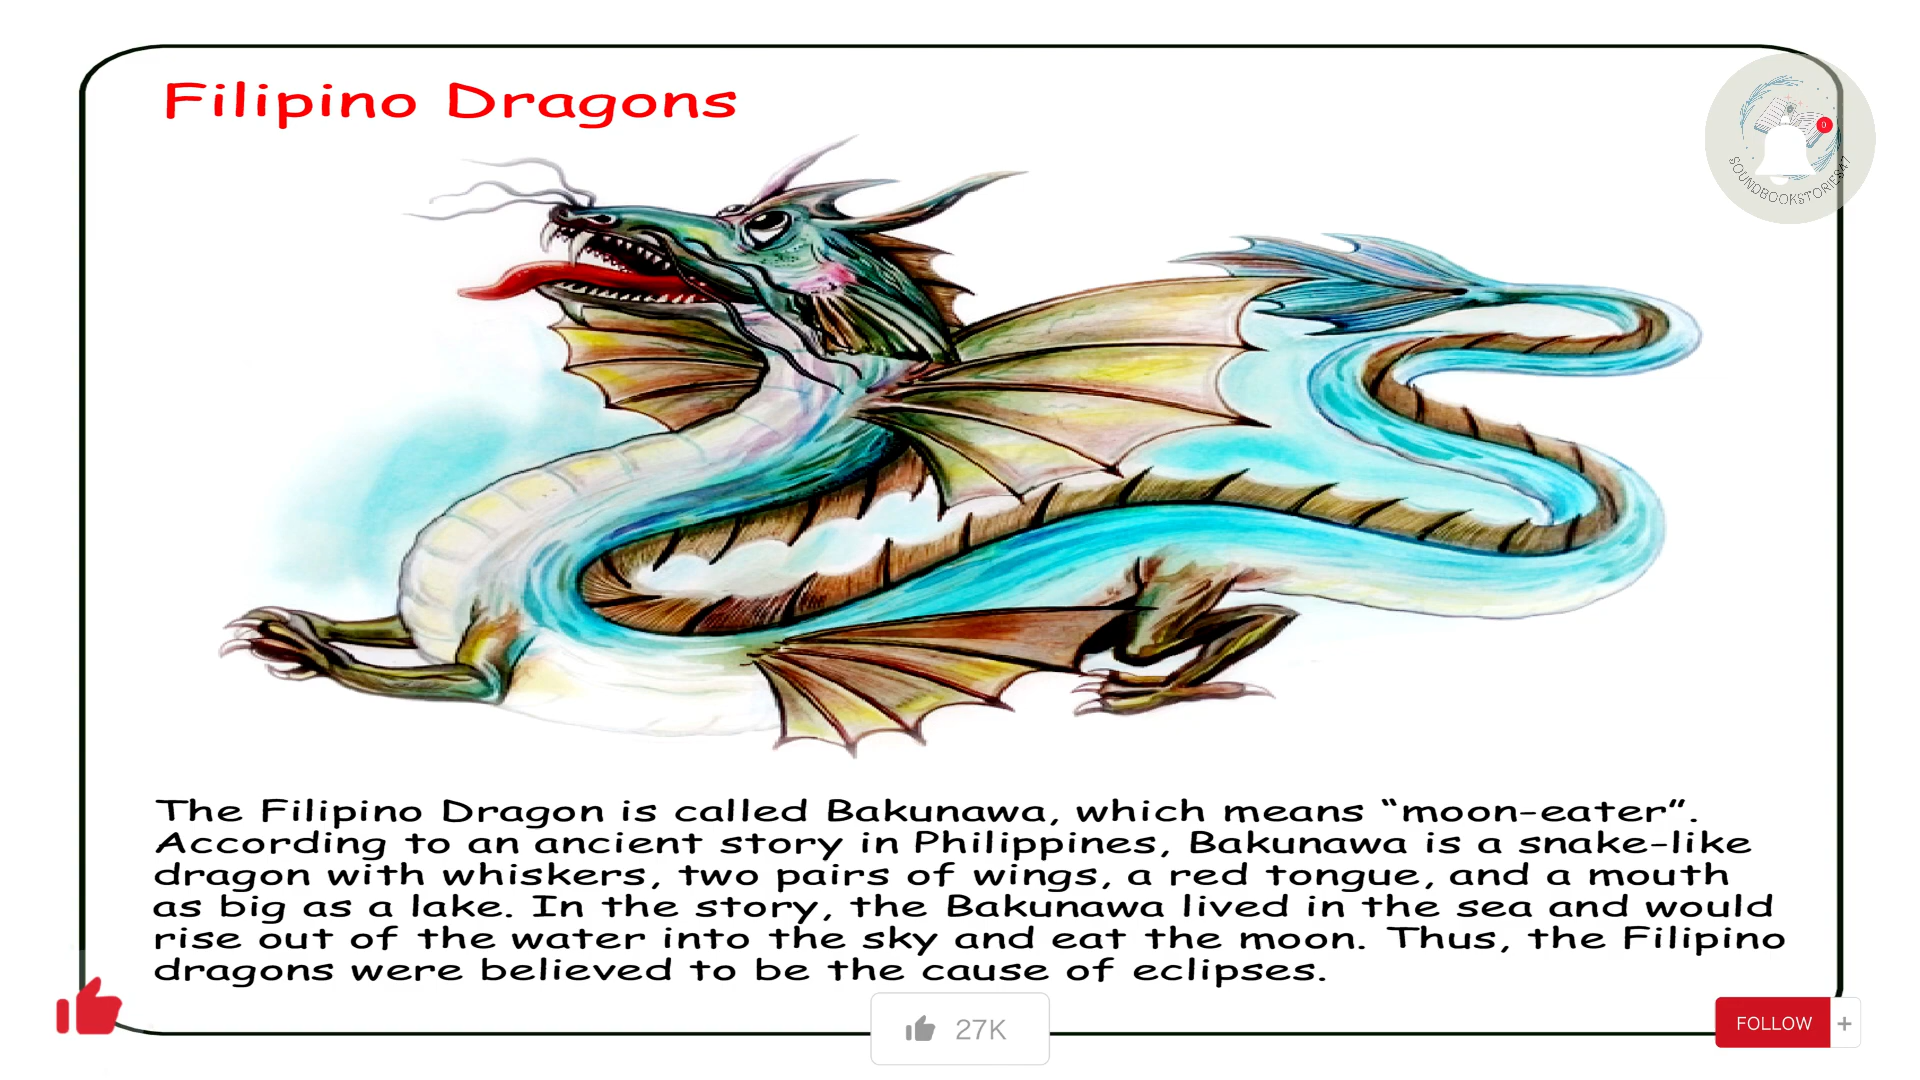 Filipino Dragons
0
SOUNDBOOKSTORIES47
The Filipino Dragon is called Bakunawa, which means “moon-eater”.
According to an ancient story in Philippines, Bakunawa is a snake-like
dragon with whiskers, two pairs of wings, a red tongue, and a mouth
as big as a lake. In the story, the Bakunawa lived in the sea and would
rise out of the water into the sky and eat the moon. Thus, the Filipino
dragons were believed to be the cause of eclipses.
27K
FOLLOW +